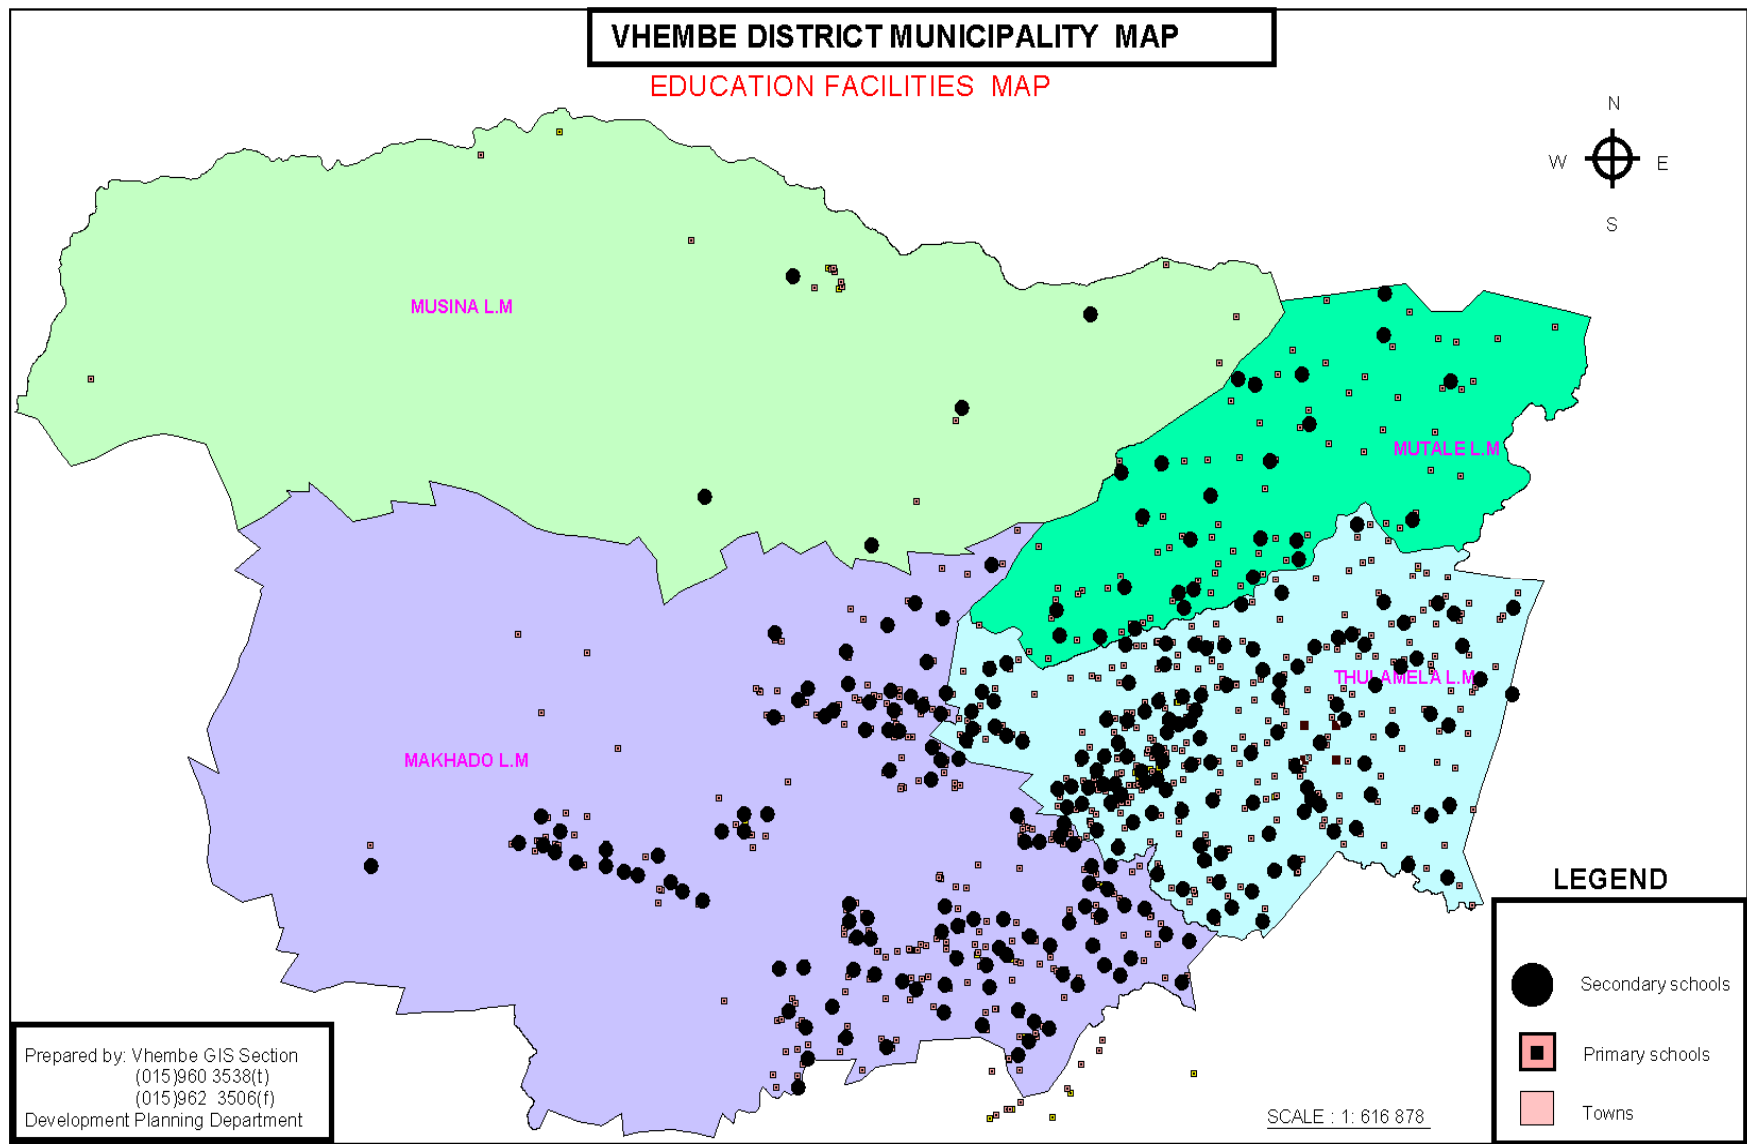 VHEMBE DISTRICT MUNICIPALITY MAP
EDUCATION FACILITIES MAP
N
W
E
S
MUSINA L.M
MUTALE L.M
THULAMELA L.M
MAKHADO L.M
LEGEND
Secondary schools
Primary schools
Towns
Prepared by: Vhembe GIS Section
(015)960 3538(t)
(015)962 3506(f)
Development Planning Department
SCALE : 1: 616 878